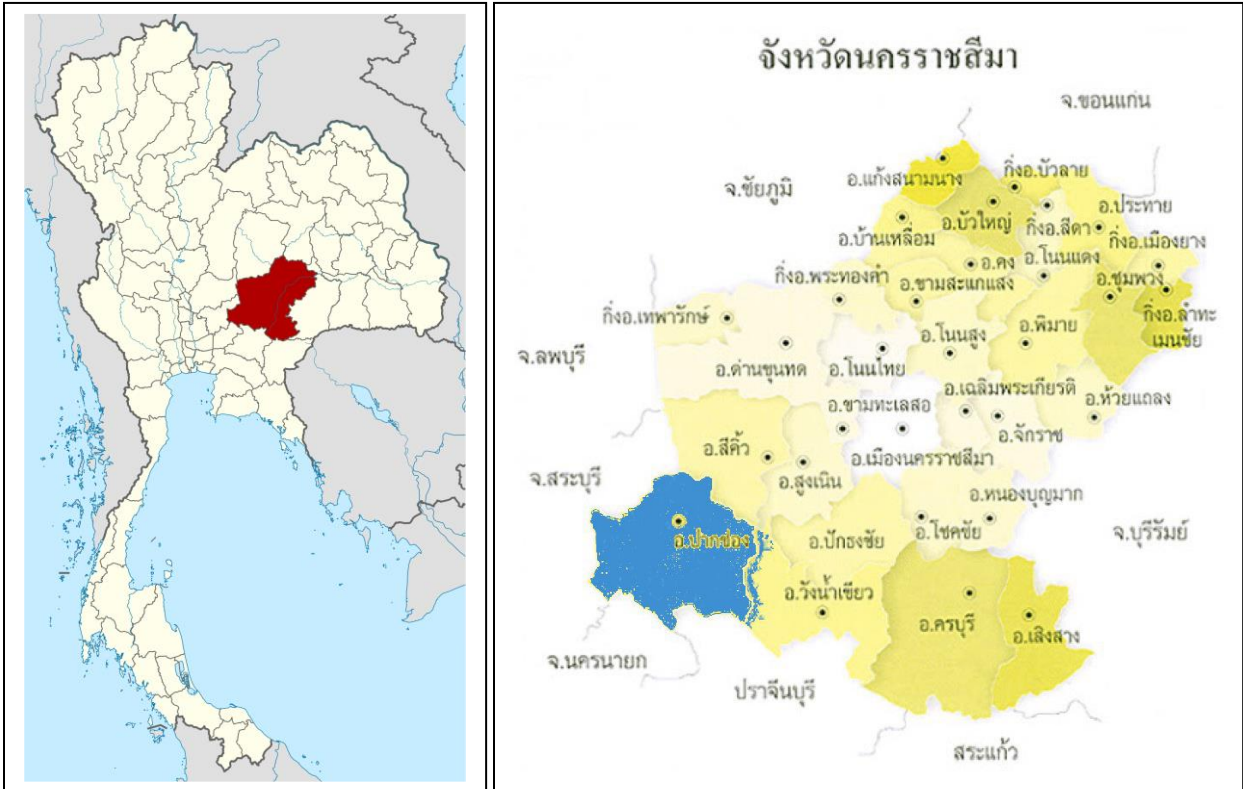 จังหวัดนครราชสีมา
จ.ขอนแก่น
อ.แก้งสนามนาง
กิ่งอ.บัวลาย
จ.ชัยภูมิ
อ.ประทาย
อ.บัวใหญ่
กิ่งอ.สีดา
อ.บ้านเหลื่อม
กิ่งอ.เมืองยาง
อ.โนนแดง
อ.คง
กิ่งอ.พระทองคำ
อ.ขามสะแกแสง
อ.ชุมพวง
กิ่งอ.เทพารักษ์
กิ่งอ.ลำทะ
เมนชัย
อ.พิมาย
อ.โนนสูง
จ.ลพบุรี
อ.ด่านขุนทด
อ.โนนไทย
อ.เฉลิมพระเกียรติ
อ.ห้วยแถลง
อ.ขามทะเลสอ
อ.จักราช
อ.สีคิ้ว
อ.เมืองนครราชสีมา
จ.สระบุรี
อ.สูงเนิน
อ.หนองบุญมาก
อ.ปากช่อง
อ.ปักธงชัย
อ.โชคชัย
จ.บุรีรัมย์
อ.วังน้ำเขียว
อ.ครบุรี
อ.เสิงสาง
จ.นครนายก
ปราจีนบุรี
สระแก้ว